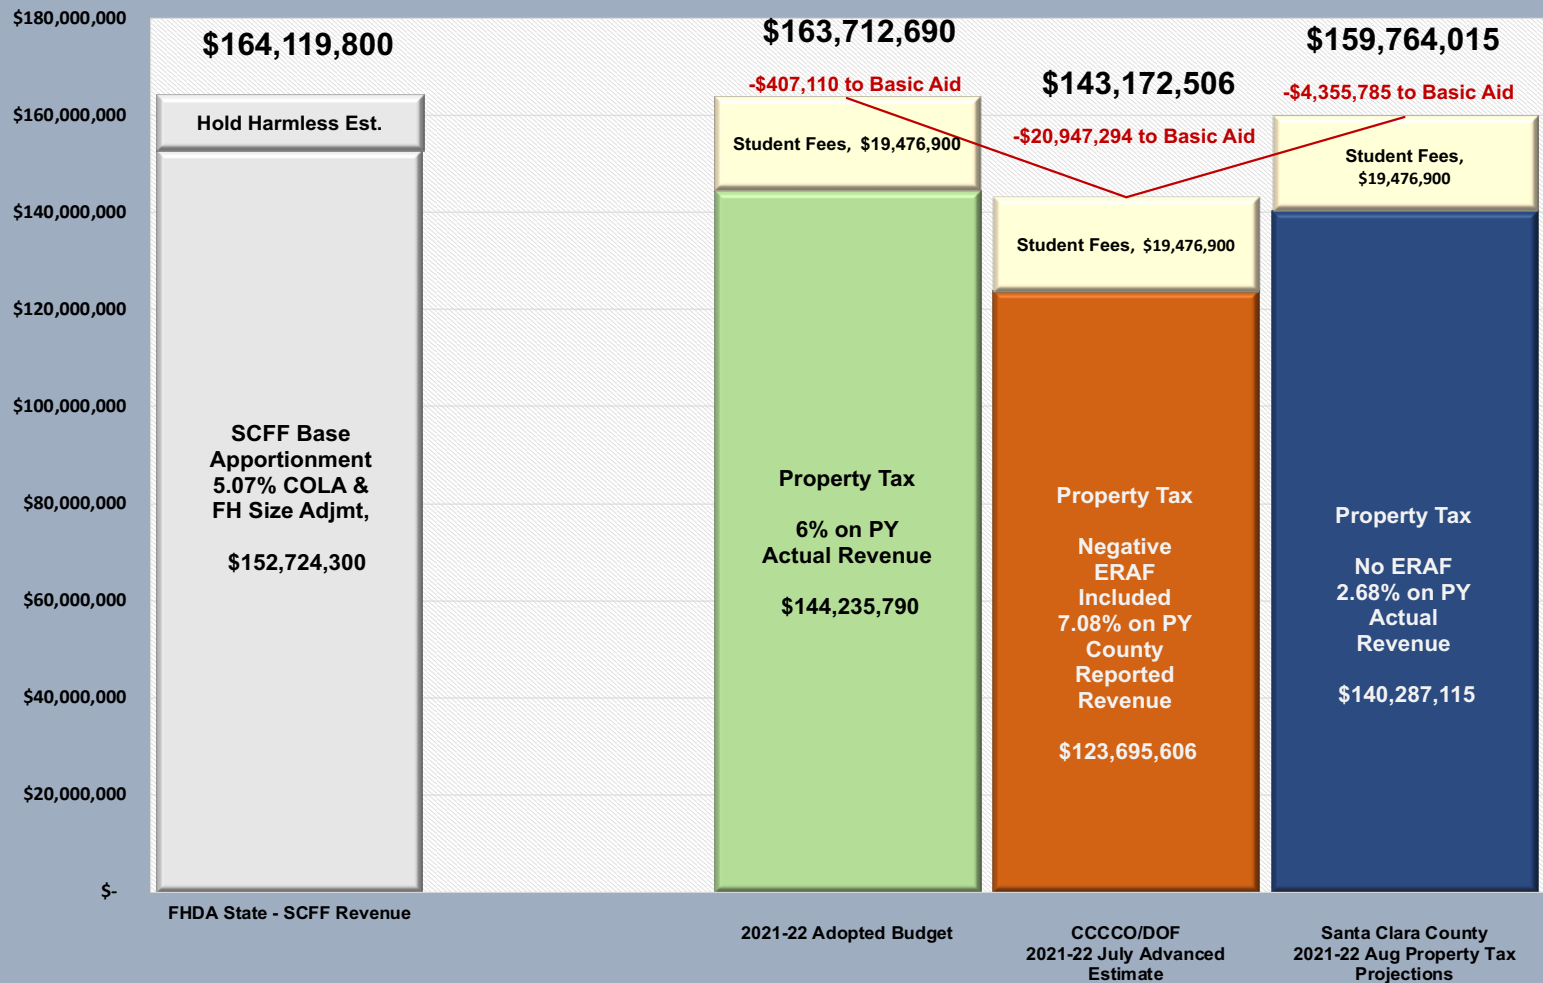 $180,000,000
$160,000,000
$140,000,000
$120,000,000
$100,000,000
$80,000,000
$60,000,000
$40,000,000
$20,000,000
$-
$164,119,800
Hold Harmless Est.
SCFF Base
Apportionment
5.07% COLA &
FH Size Adjmt,
$152,724,300
FHDA State - SCFF Revenue
$163,712,690
-$407,110 to Basic Aid
Student Fees, $19,476,900
Property Tax
6% on PY
Actual Revenue
$144,235,790
2021-22 Adopted Budget
$143,172,506
-$20,947,294 to Basic Aid
Student Fees, $19,476,900
Property Tax
Negative
ERAF
Included
7.08% on PY
County
Reported
Revenue
$123,695,606
CCCCO/DOF
2021-22 July Advanced
Estimate
$159,764,015
-$4,355,785 to Basic Aid
Student Fees,
$19,476,900
Property Tax
No ERAF
2.68% on PY
Actual
Revenue
$140,287,115
Santa Clara County
2021-22 Aug Property Tax
Projections